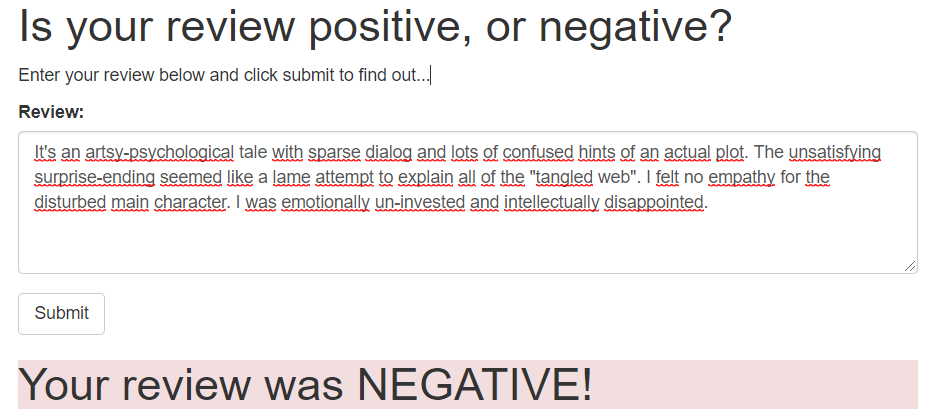 Is your review positive, or negative?
Enter your review below and click submit to find out...
Review:
It's an artsy-psychological tale with sparse dialog and lots of confused hints of an actual plot. The unsatisfying
surprise-ending seemed like a lame attempt to explain all of the "tangled web". I felt no empathy for the
disturbed main character. I was emotionally un-invested and intellectually disappointed.
Submit
Your review was NEGATIVE!